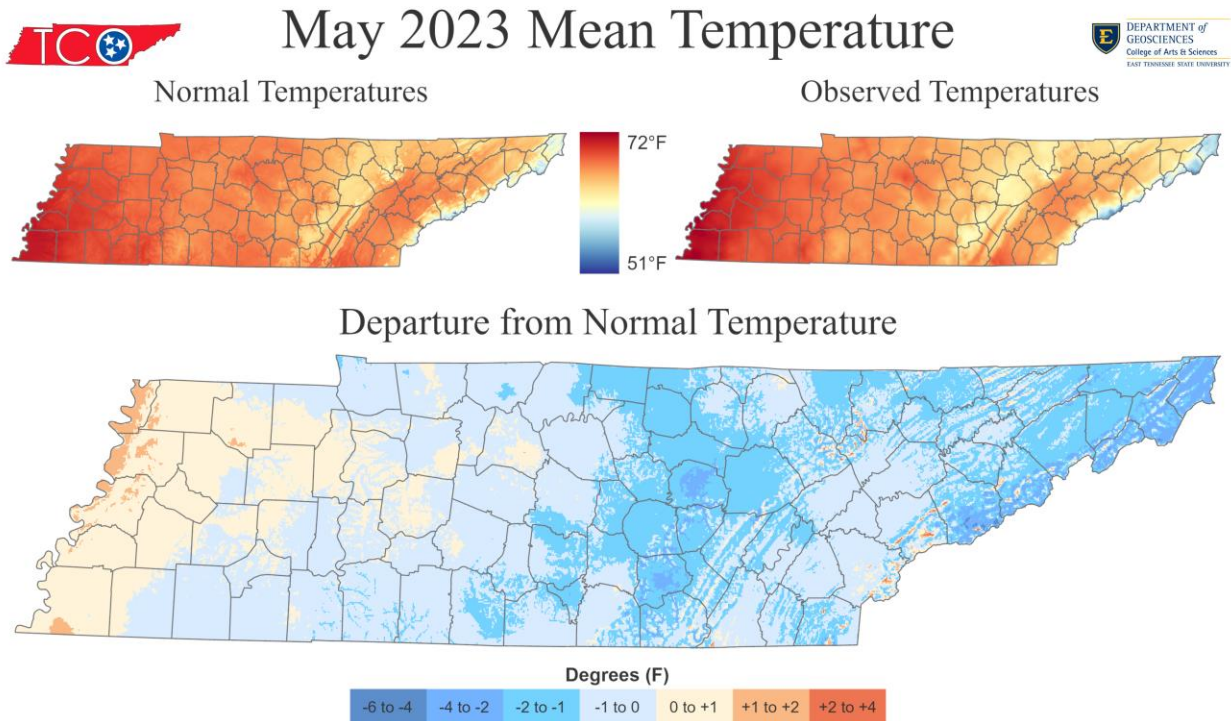 TCO
May 2023 Mean Temperature
E
DEPARTMENT of
GEOSCIENCES
College of Arts & Sciences
EAST TENNESSEE STATE UNIVERSITY
Normal Temperatures
Observed Temperatures
72°F
51°F
Departure from Normal Temperature
Degrees (F)
-6 to -4 -4 to -2 -2 to -1 -1 to 0 0 to +1 +1 to +2 +2 to +4